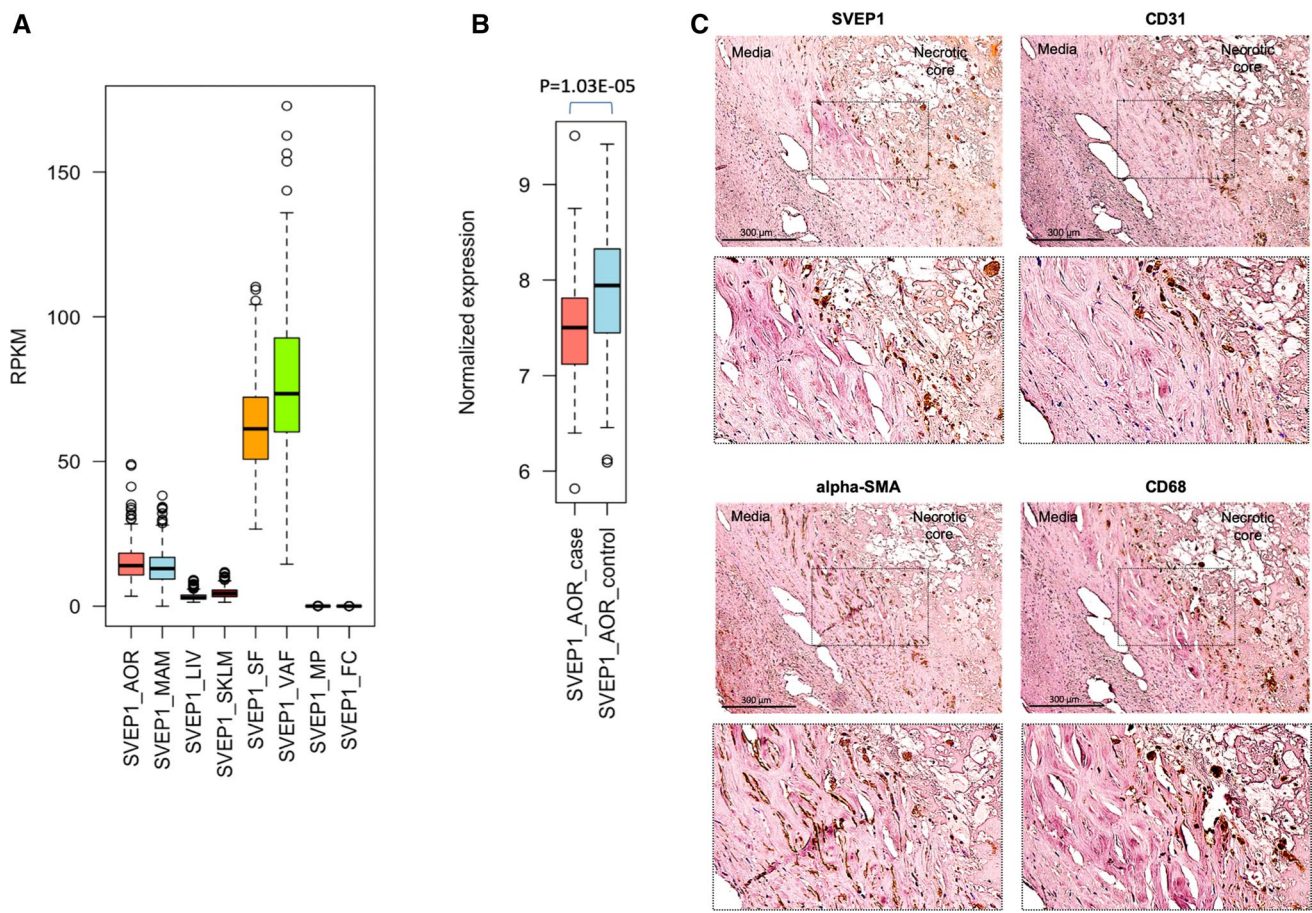 A
RPKM
150
100
50
0
SVEP1_AOR
SVEP1_MAM
SVEP1_LIV
SVEP1_SKLM
SVEP1_SF
SVEP1_VAF
SVEP1_MP
SVEP1_FC
B
P=1.03E-05
Normalized expression
9
8
7
6
SVEP1_AOR_case
SVEP1_AOR_control
C
SVEP1
Media
Necrotic
core
300 µm
CD31
Media
Necrotic
core
300 µm
alpha-SMA
Media
Necrotic
core
300 µm
CD68
Media
Necrotic
core
300 µm